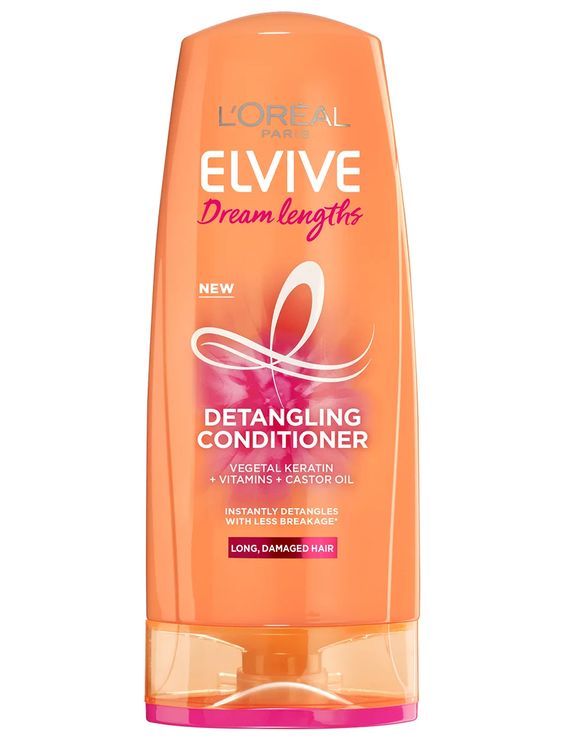 L'ORÉAL
PARIS
ELVIVE
Dream lengths
NEW
DETANGLING
CONDITIONER
VEGETAL KERATIN
+ VITAMINS + CASTOR OIL
INSTANTLY DETANGLES
WITH LESS BREAKAGE*
LONG, DAMAGED HAIR